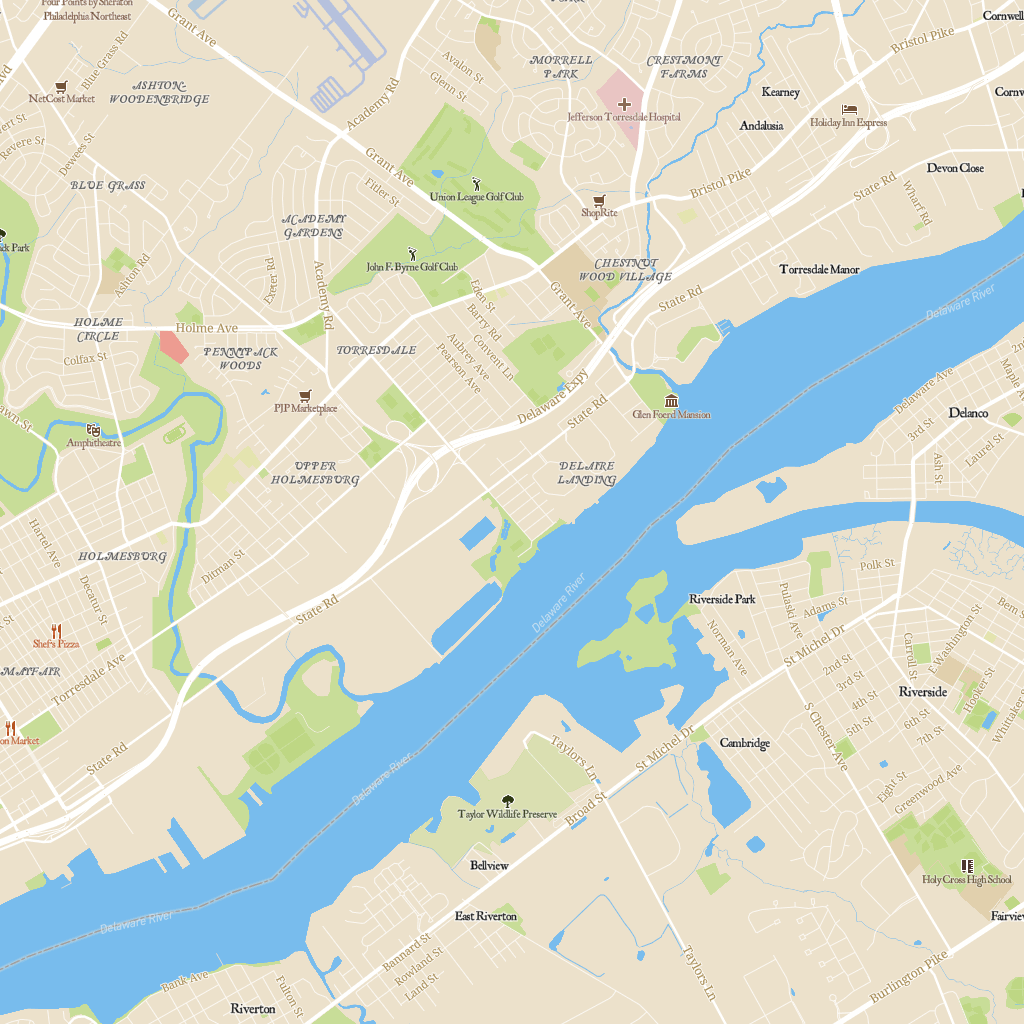 Four Points by Sheraton
Philadelphia Northeast
PARK
Cornwell
Grant Ave
Bristol Pike
Blue Grass Rd
Avalon St
Glenn St
MORRELL
PARK
CRESTMONT
FARMS
NetCost Market
ASHTON-
WOODENBRIDGE
Academy Rd
Kearney
Cornw
Jefferson Torresdale Hospital
Andalusia
Holiday Inn Express
Revere St
Dewees St
Grant Ave
Fitler St
Union League Golf Club
Bristol Pike
State Rd
Devon Close
Wharf Rd
BLUE GRASS
ACADEMY
GARDENS
ShopRite
John F. Byrne Golf Club
CHESTNUT
WOOD VILLAGE
Torresdale Manor
Ashton Rd
Exeter Rd
Academy Rd
Eden St
Barry Rd
Convent Ln
Aubrey Ave
Pearson Ave
Grant Ave
State Rd
Delaware River
HOLME
CIRCLE
Holme Ave
Colfax St
PENNYPACK
WOODS
TORRESDALE
PJP Marketplace
Delaware Expy
State Rd
Glen Foerd Mansion
Delaware Ave
Maple
Delanco
3rd St
Laurel St
Ash St
Amphitheatre
UPPER
HOLMESBURG
DELAIRE
LANDING
Hartel Ave
HOLMESBURG
Decatur St
Ditman St
State Rd
Delaware River
Riverside Park
Polk St
Pulaski Ave
Adams St
St Michel Dr
Norman Ave
Carroll St
E Washington St
Shef's Pizza
MAYFAIR
Torresdale Ave
State Rd
2nd St
3rd St
4th St
5th St
6th St
7th St
Riverside
Hooker St
Whittaker S
S Chester Ave
Cambridge
St Michel Dr
Taylors Ln
Delaware River
Taylor Wildlife Preserve
Broad St
Eight St
Greenwood Ave
Bellview
Holy Cross High School
East Riverton
Fairview
Delaware River
Bannard St
Rowland St
Land St
Taylors Ln
Burlington Pike
Bank Ave
Fulton St
Riverton